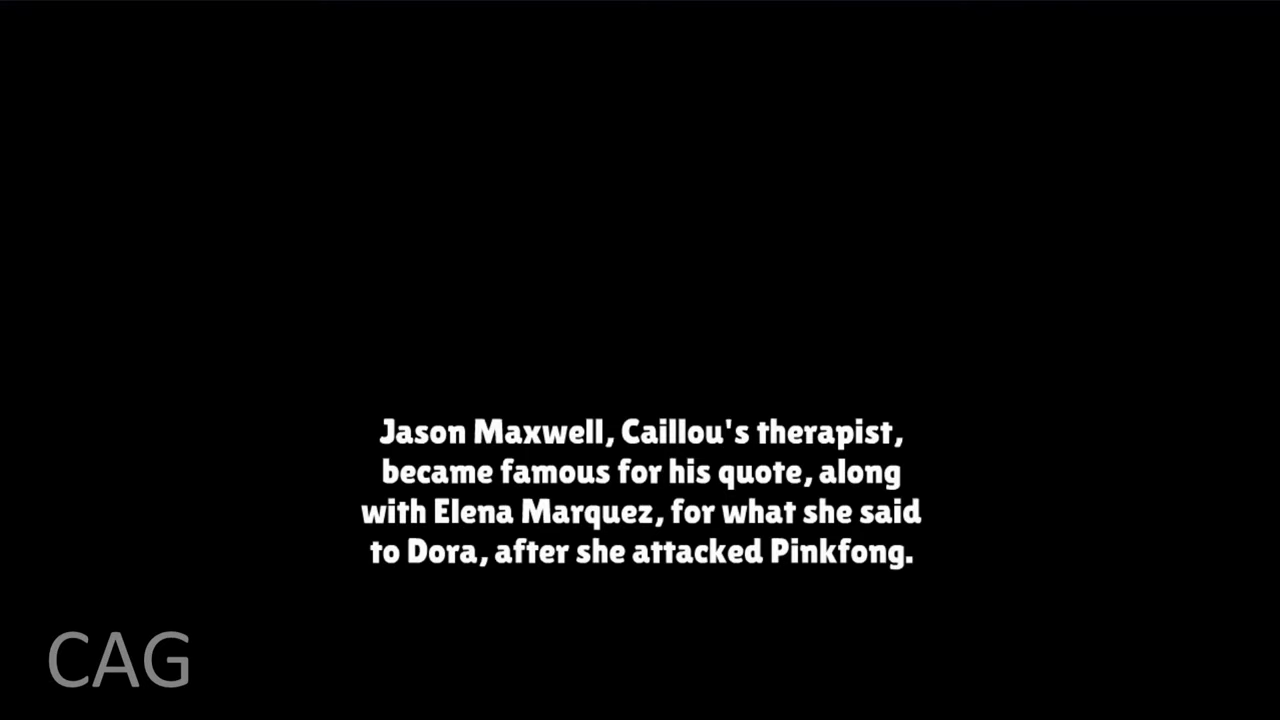 Jason Maxwell, Caillou's therapist,
became famous for his quote, along
with Elena Marquez, for what she said
to Dora, after she attacked Pinkfong.
CAG